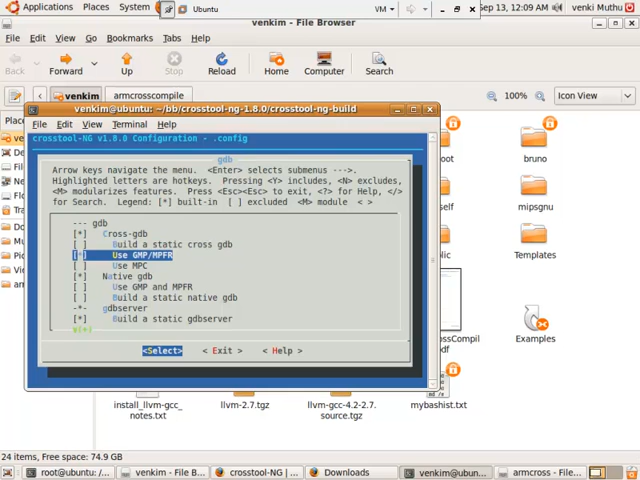 Applications Places System
Ubuntu
VM
Sep 13, 12:09 AM venki Muthu
venkim - File Browser
File Edit View Go Bookmarks Tabs Help
Back Forward Up Stop Reload Home Computer Search
venkim armcrosscompile
100% Icon View
venkim@ubuntu: ~/bb/crosstool-ng-1.8.0/crosstool-ng-build
File Edit View Terminal Help
crosstool-NG v1.8.0 Configuration - .config
gdb
Arrow keys navigate the menu. <Enter> selects submenus --->.
Highlighted letters are hotkeys. Pressing <Y> includes, <N> excludes,
<M> modularizes features. Press <Esc><Esc> to exit, <?> for Help, </>
for Search. Legend: [*] built-in [ ] excluded <M> module < >
--- gdb
[*] Cross-gdb
[ ] Build a static cross gdb
[*] Use GMP/MPFR
[ ] Use MPC
[*] Native gdb
[ ] Use GMP and MPFR
[ ] Build a static native gdb
-*- gdbserver
[*] Build a static gdbserver
v(+)
<Select> < Exit > < Help >
bruno
mipsgnu
Templates
Examples
install_llvm-gcc_
notes.txt
llvm-2.7.tgz
llvm-gcc-4.2-2.7.
source.tgz
mybashist.txt
24 items, Free space: 74.9 GB
root@ubuntu: /...
venkim - File B...
crosstool-NG | ...
Downloads
venkim@ubun...
armcross - File...